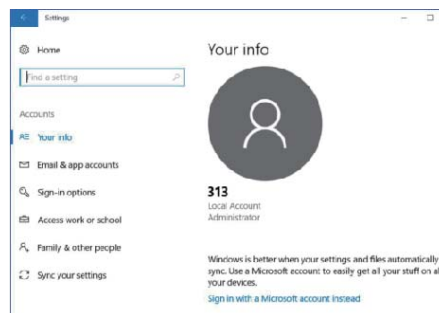 Settings
Home
Your info
Find a setting
Accounts
Your info
Email & app accounts
Sign-in options
Access work or school
Family & other people
Sync your settings
313
Local Account
Administrator
Windows is better when your settings and files automatically
sync. Use a Microsoft account to easily get all your stuff on al
your devices.
Sign in with a Microsoft account instead